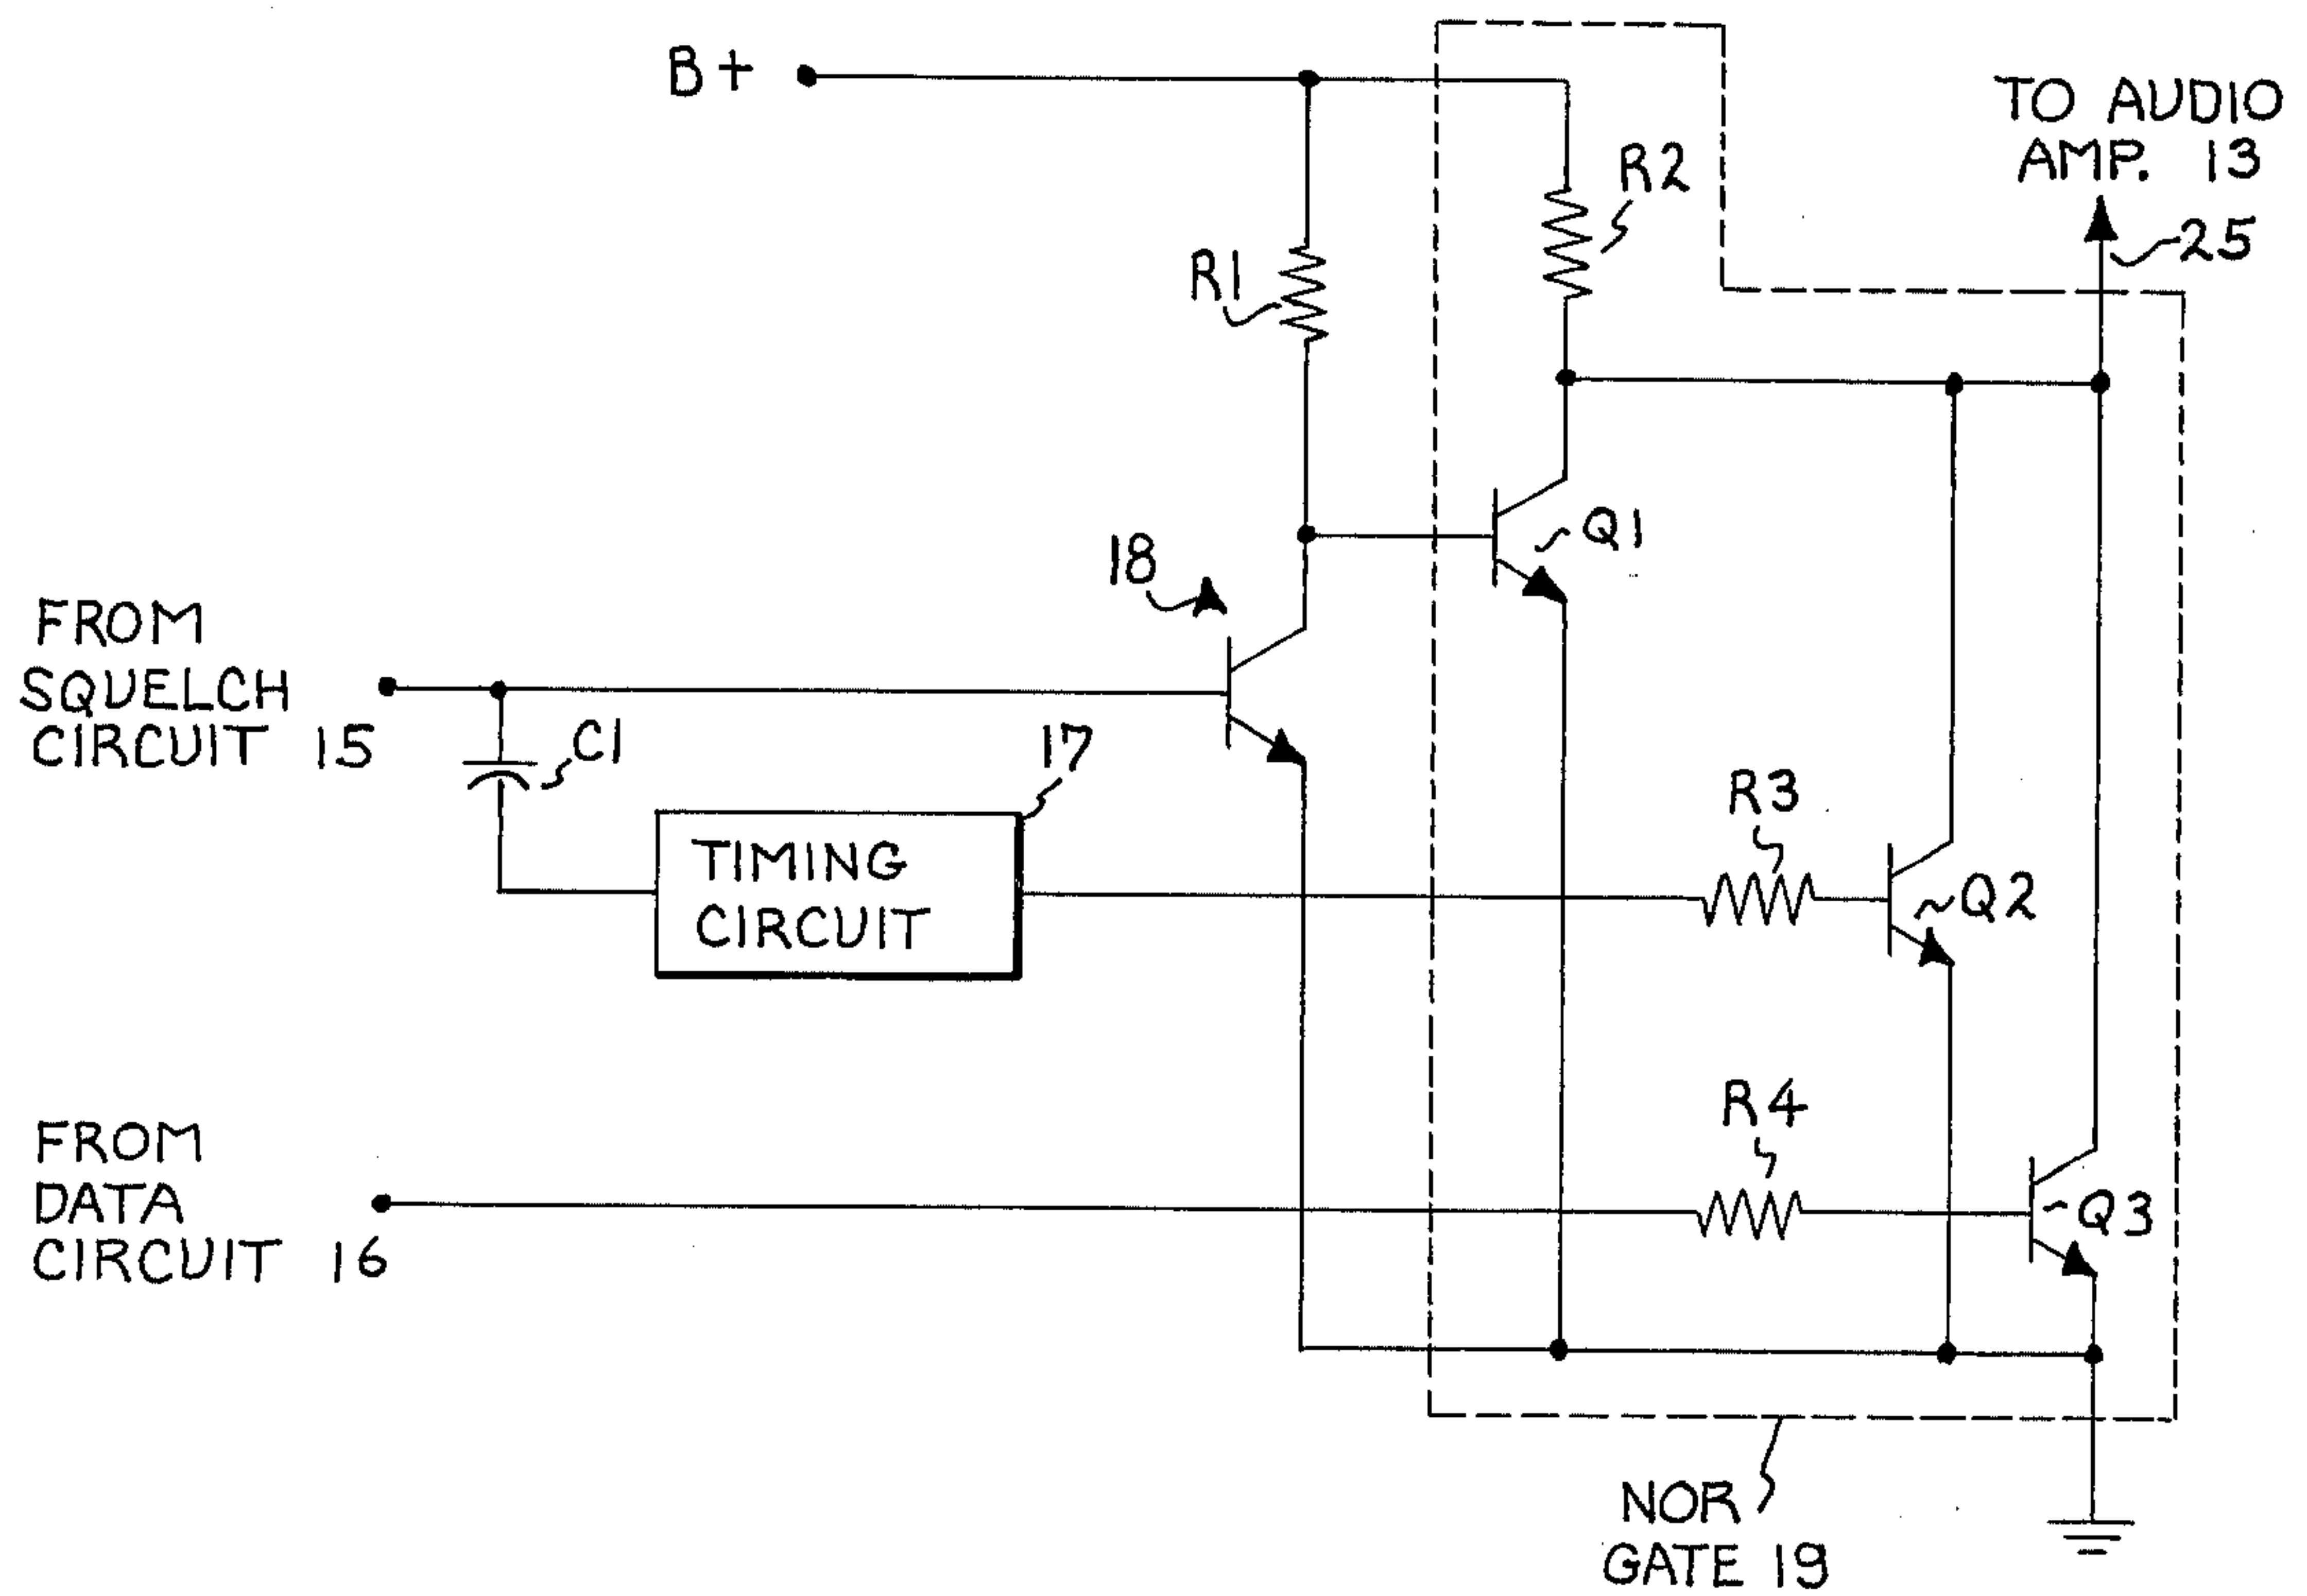 B+
TO AUDIO
AMP. 13
R2
25
R1
Q1
18
FROM
SQUELCH
CIRCUIT 15
C1
17
R3
TIMING
CIRCUIT
Q2
R4
FROM
DATA
CIRCUIT 16
Q3
NOR
GATE 19